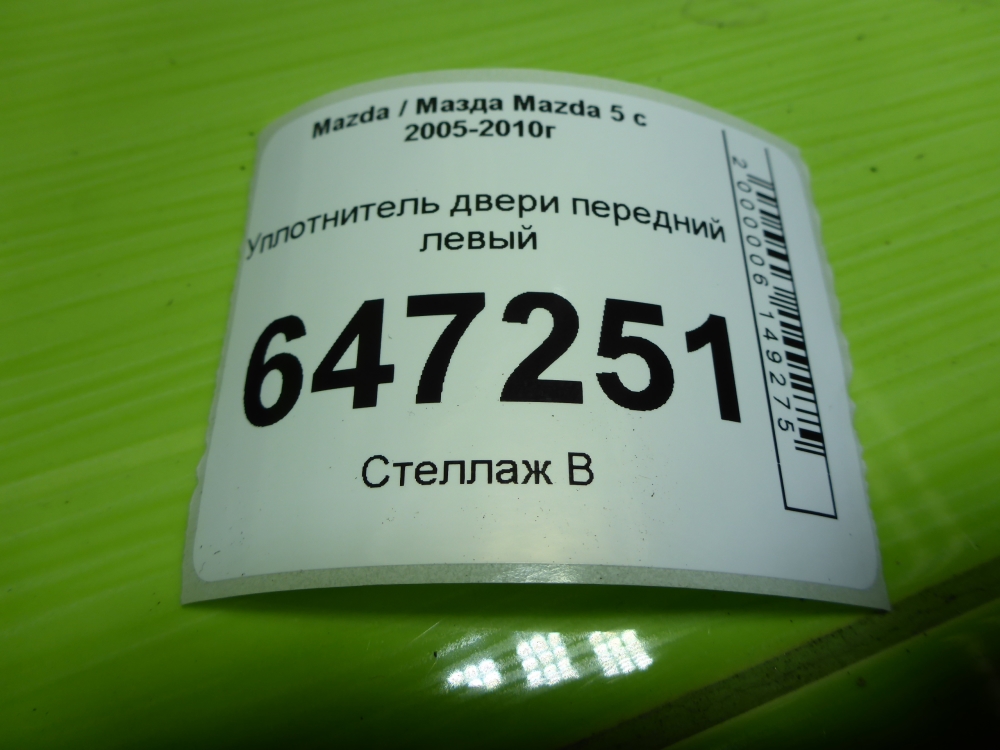 Mazda / Мазда Mazda 5 с
2005-2010г
Уплотнитель двери передний
левый
647251
Стеллаж В
2000006149275